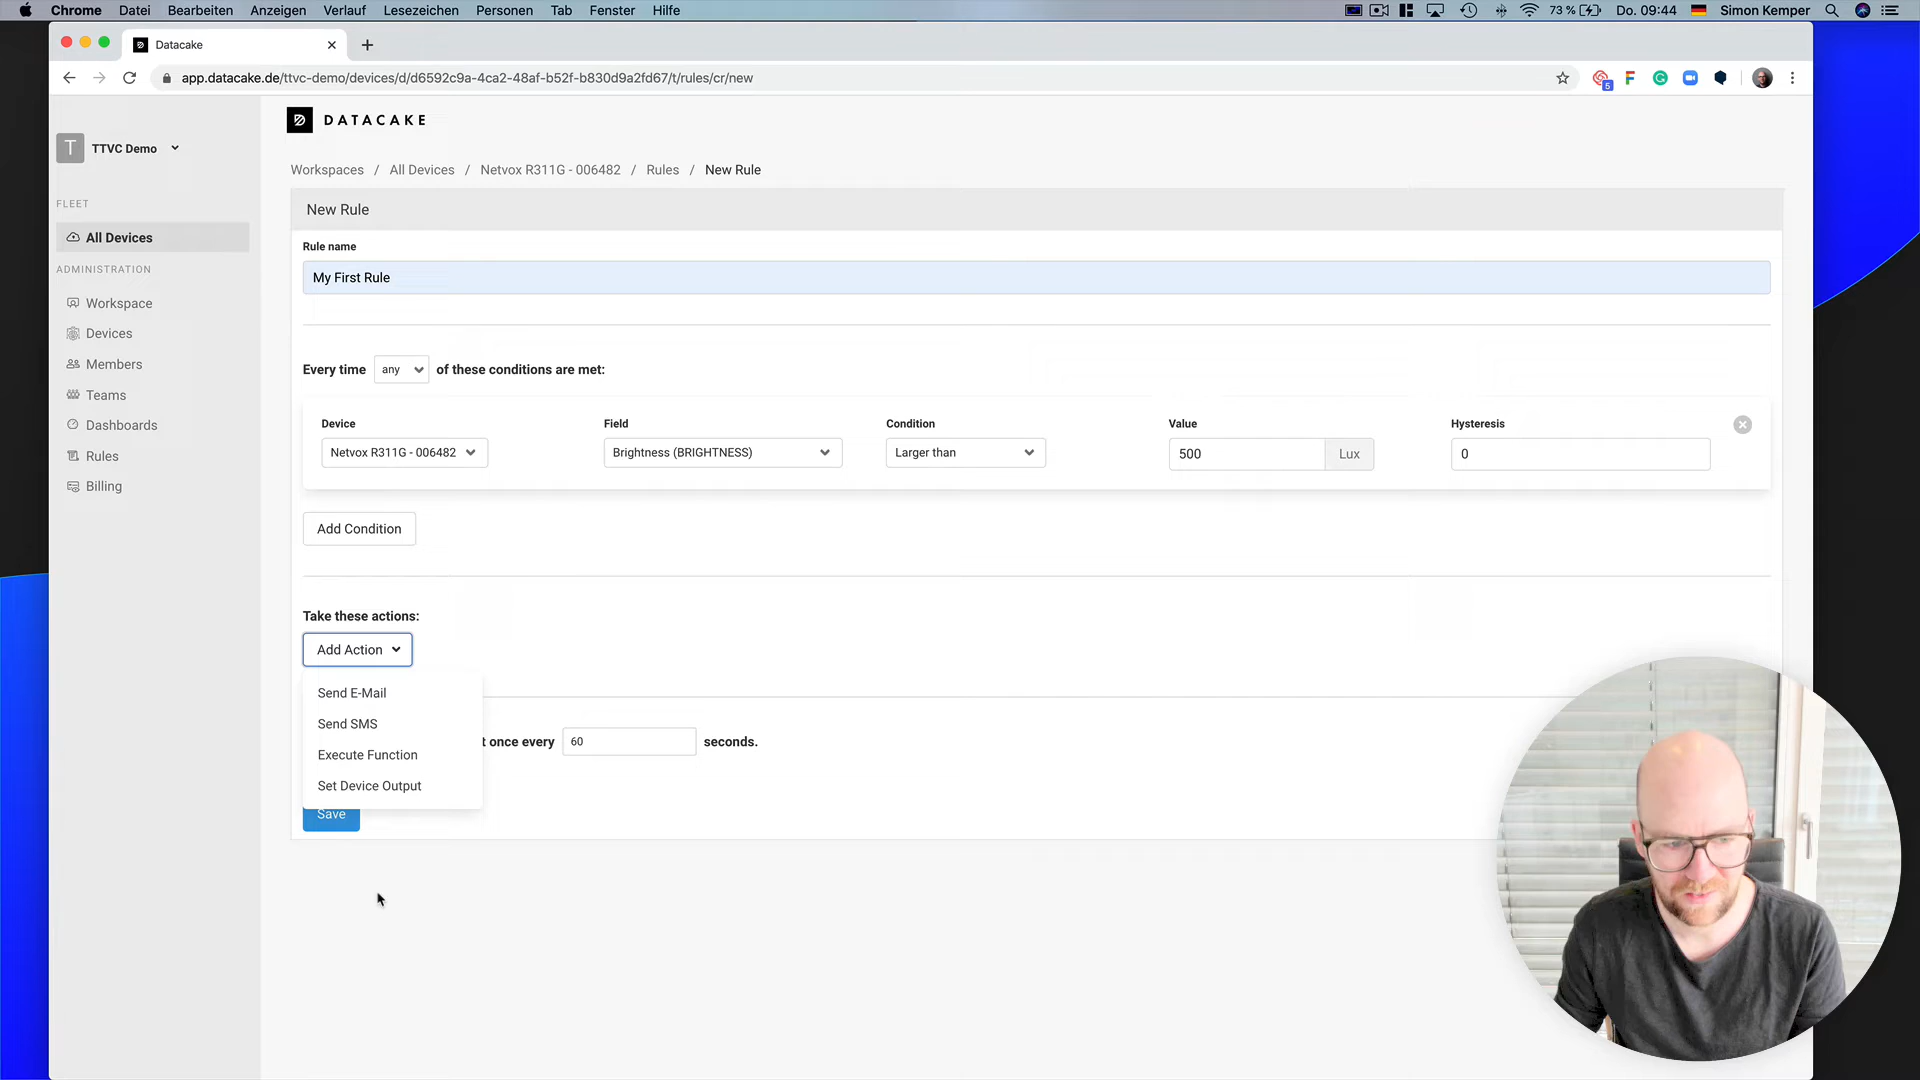 Chrome Datei Bearbeiten Anzeigen Verlauf Lesezeichen Personen Tab Fenster Hilfe 73 % Do. 09:44 Simon Kemper
Datacake
app.datacake.de/ttvc-demo/devices/d/d6592c9a-4ca2-48af-b52f-b830d9a2fd67/t/rules/cr/new 5
DATACAKE
T TTVC Demo
Workspaces / All Devices / Netvox R311G - 006482 / Rules / New Rule
FLEET
All Devices
ADMINISTRATION
Workspace
Devices
Members
Teams
Dashboards
Rules
Billing
New Rule
Rule name
My First Rule
Every time any of these conditions are met:
Device Field Condition Value Hysteresis
Netvox R311G - 006482 Brightness (BRIGHTNESS) Larger than 500 Lux 0
Add Condition
Take these actions:
Add Action
Send E-Mail
Send SMS
Execute Function
Set Device Output
t once every 60 seconds.
Save